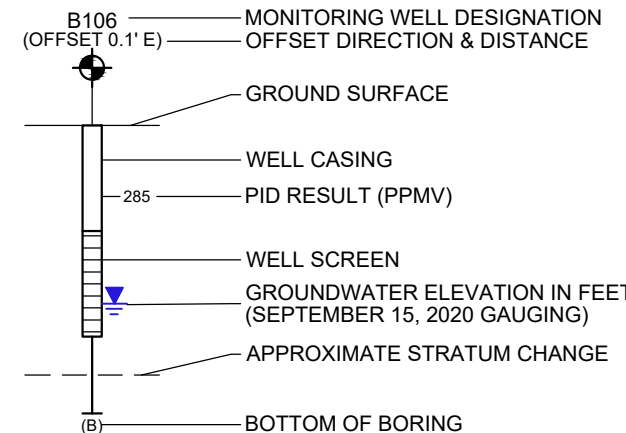 B106
MONITORING WELL DESIGNATION
(OFFSET 0.1' E)
OFFSET DIRECTION & DISTANCE
GROUND SURFACE
WELL CASING
285
PID RESULT (PPMV)
WELL SCREEN
GROUNDWATER ELEVATION IN FEET
(SEPTEMBER 15, 2020 GAUGING)
APPROXIMATE STRATUM CHANGE
(B)
BOTTOM OF BORING